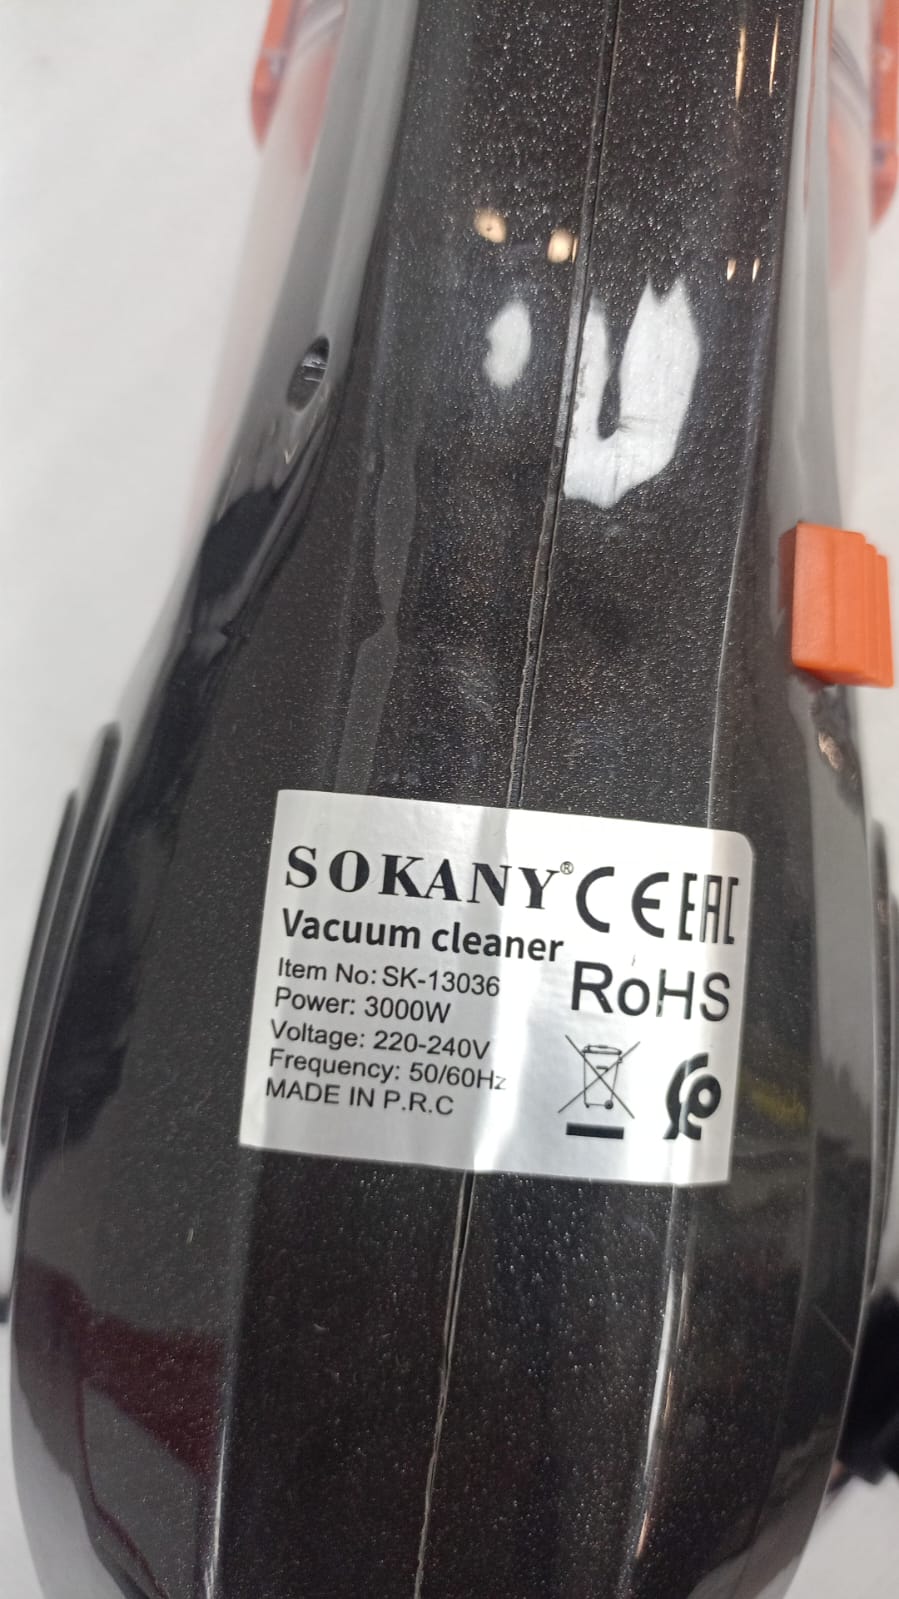 SOKANY® CE EAC
Vacuum cleaner
RoHS
Item No: SK-13036
Power: 3000W
Voltage: 220-240V
Frequency: 50/60Hz
MADE IN P.R.C